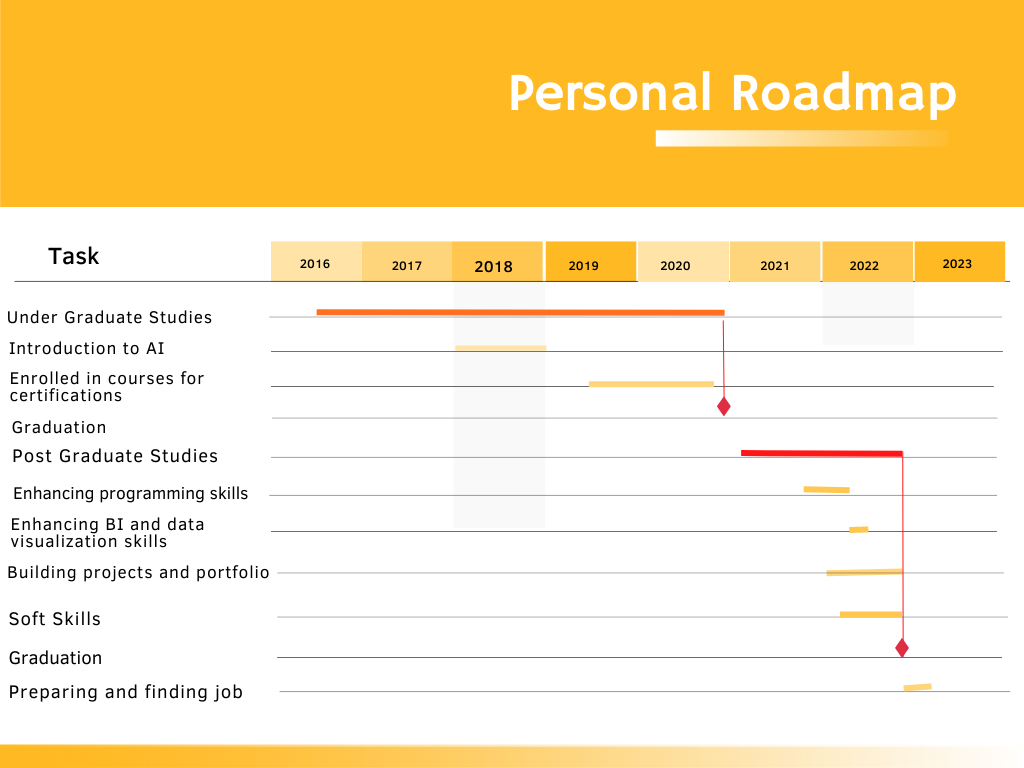 Personal Roadmap
Task
2016 2017 2018 2019 2020 2021 2022 2023
Under Graduate Studies
Introduction to AI
Enrolled in courses for
certifications
Graduation
Post Graduate Studies
Enhancing programming skills
Enhancing BI and data
visualization skills
Building projects and portfolio
Soft Skills
Graduation
Preparing and finding job